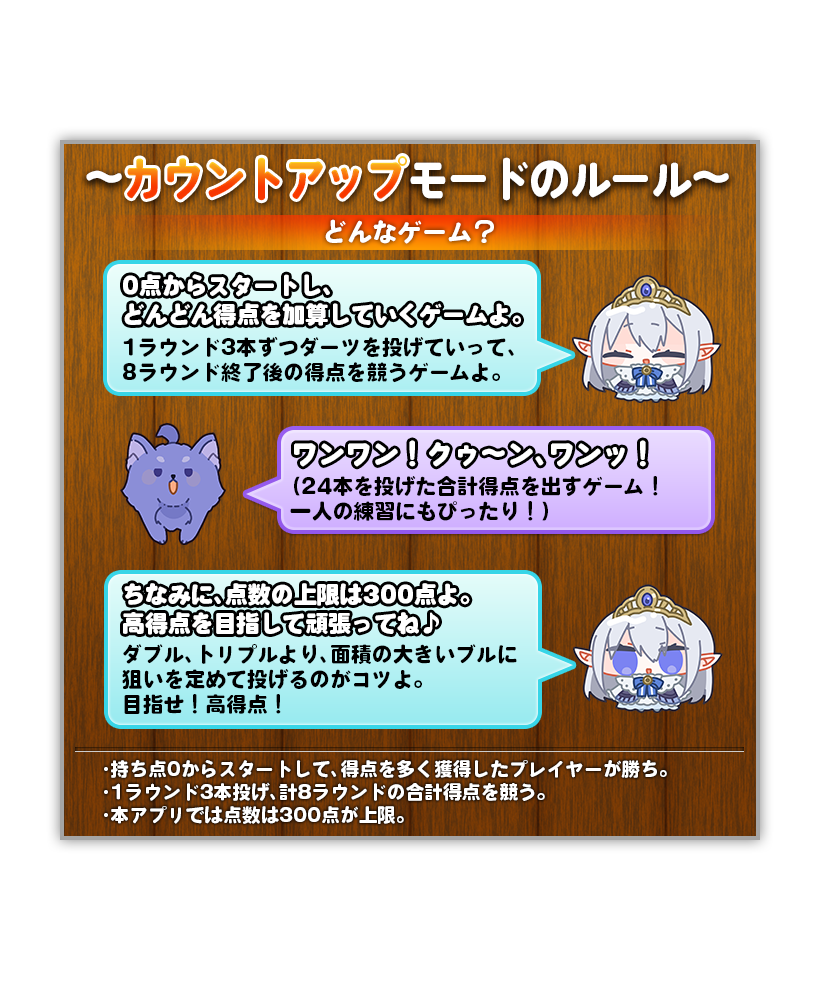 ～カウントアップモードのルール～
どんなゲーム？
0点からスタートし、
どんどん得点を加算していくゲームよ。
1ラウンド3本ずつダーツを投げていって、
8ラウンド終了後の得点を競うゲームよ。
ワンワン！クゥ～ン、ワンッ！
（24本を投げた合計得点を出すゲーム！
一人の練習にもぴったり！）
ちなみに、点数の上限は300点よ。
高得点を目指して頑張ってね♪
ダブル、トリプルより、面積の大きいブルに
狙いを定めて投げるのがコツよ。
目指せ！高得点！
・持ち点0からスタートして、得点を多く獲得したプレイヤーが勝ち。
・1ラウンド3本投げ、計8ラウンドの合計得点を競う。
・本アプリでは点数は300点が上限。